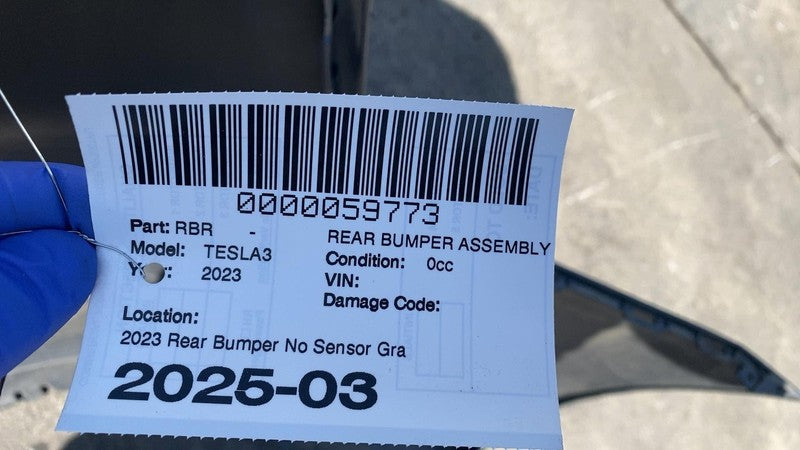 0000059773
Part: RBR -
REAR BUMPER ASSEMBLY
Model: TESLA3
Condition: 0cc
2023
VIN:
Damage Code:
Location:
2023 Rear Bumper No Sensor Gra
2025-03